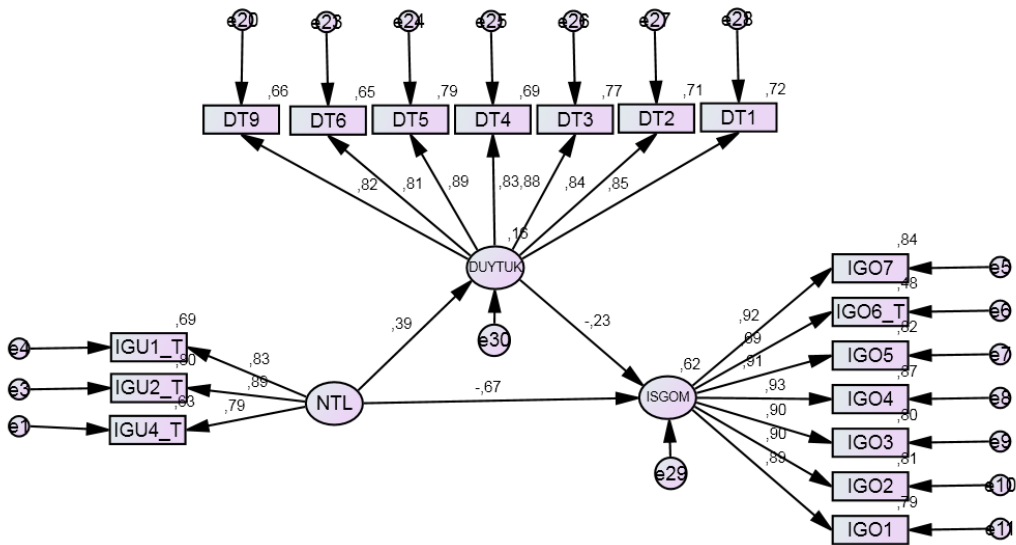 e20 e23 e24 e25 e26 e27 e28
,66 ,65 ,79 ,69 ,77 ,71 ,72
DT9 DT6 DT5 DT4 DT3 DT2 DT1
,82 ,81 ,89 ,83 ,88 ,84 ,85
,16
DUYTUK
,84
IGO7 e5
,48
IGO6_T e6
,39 e30 -,23 ,92
,69
,82
IGO5 e7
,69
e4 IGU1_T ,83
,62 ,91
,87
,80
e3 IGU2_T ,89
NTL -,67 ISGOM ,93 IGO4 e8
,63
e1 IGU4_T ,79
,90 ,80
IGO3 e9
,90 ,81
e29 IGO2 e10
,89 ,79
IGO1 e11